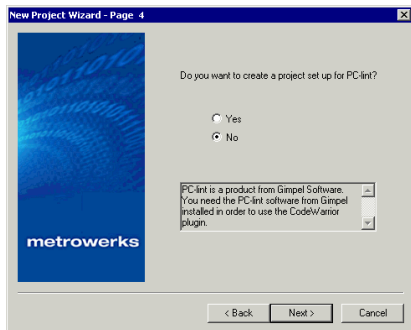 New Project Wizard - Page 4
Do you want to create a project set up for PC-lint?
Yes
No
PC-lint is a product from Gimpel Software.
You need the PC-lint software from Gimpel
installed in order to use the CodeWarrior
plugin.
metrowerks
< Back
Next >
Cancel